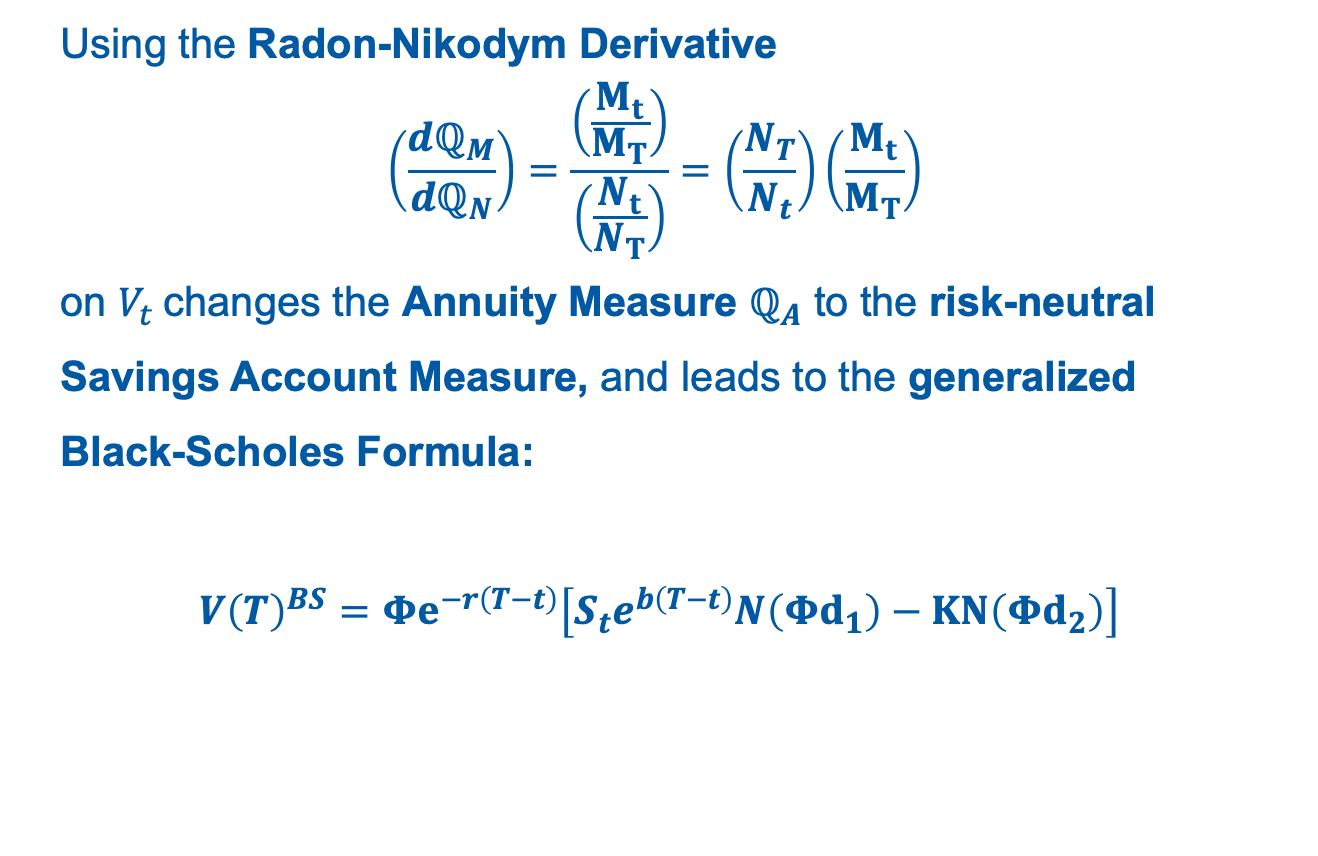 Using the Radon-Nikodym Derivative
(d𝚀_M/d𝚀_N) = (M_t/M_T)/(N_t/N_T) = (N_T/N_t)(M_t/M_T)
on V_t changes the Annuity Measure ℚ_A to the risk-neutral
Savings Account Measure, and leads to the generalized
Black-Scholes Formula:
V(T)^{BS} = Φe^{−r(T−t)}[S_t e^{b(T−t)}N(Φd₁) − KN(Φd₂)]